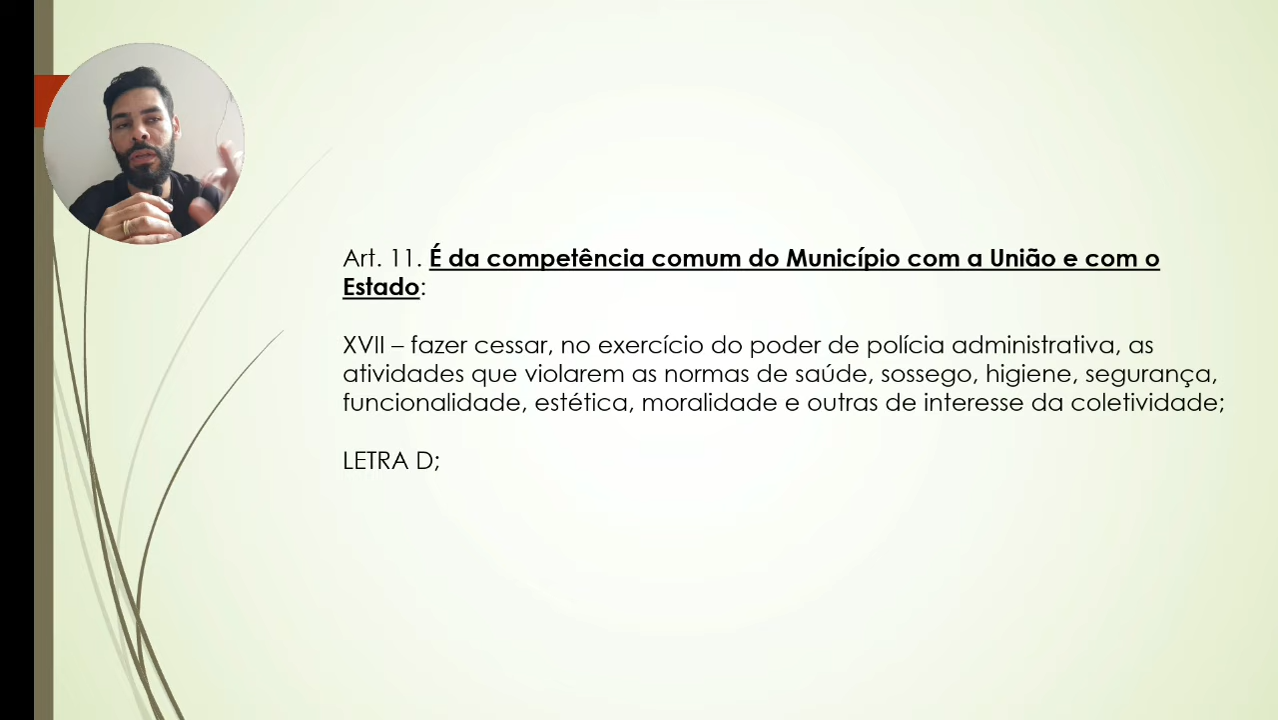 Art. 11. É da competência comum do Município com a União e com o
Estado:
XVII – fazer cessar, no exercício do poder de polícia administrativa, as
atividades que violarem as normas de saúde, sossego, higiene, segurança,
funcionalidade, estética, moralidade e outras de interesse da coletividade;
LETRA D;